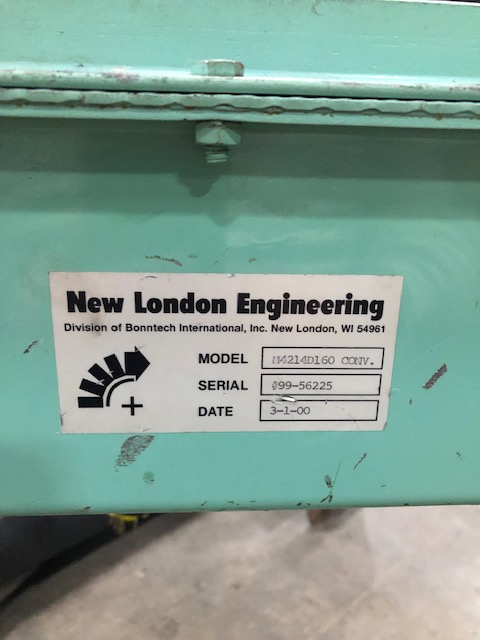 New London Engineering
Division of Bonntech International, Inc. New London, WI 54961
MODEL M4214D160 CONV.
SERIAL #99-56225
DATE 3-1-00